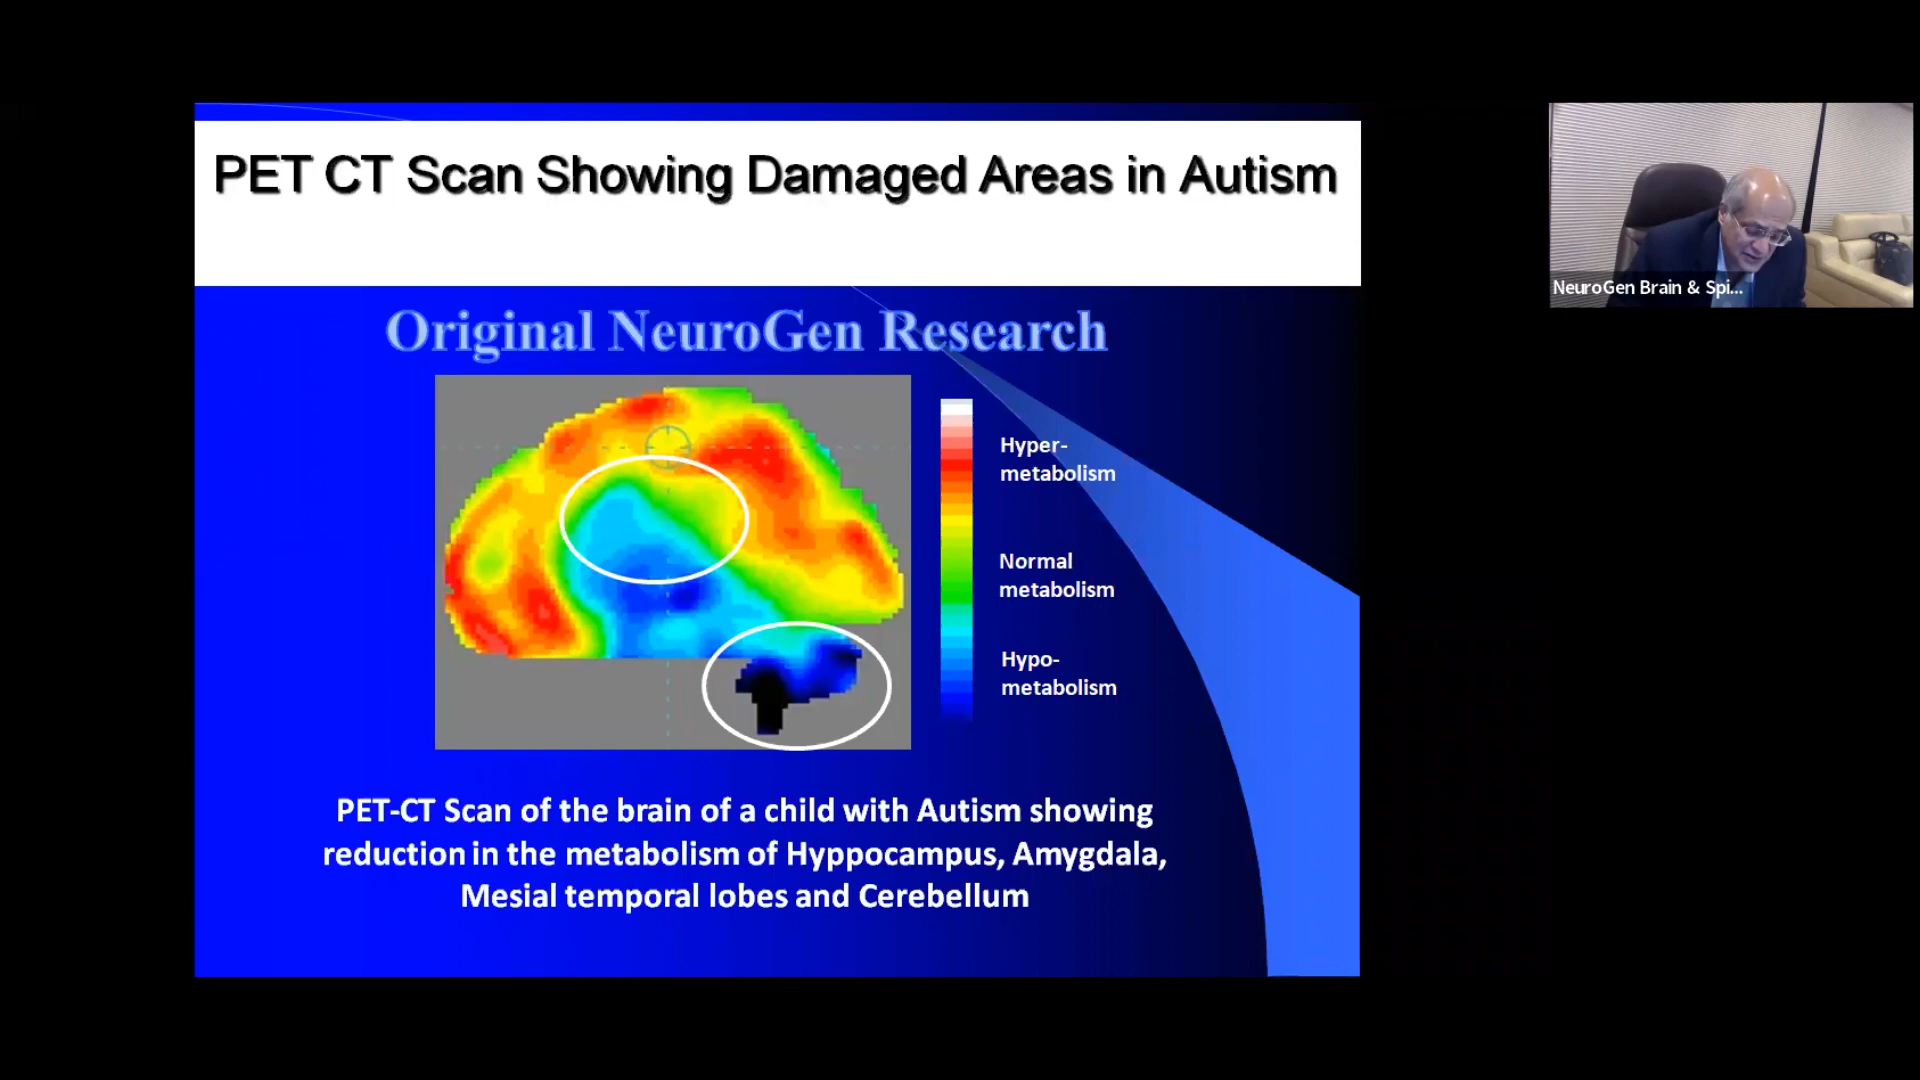 PET CT Scan Showing Damaged Areas in Autism
Original NeuroGen Research
Hyper-
metabolism
Normal
metabolism
Hypo-
metabolism
PET-CT Scan of the brain of a child with Autism showing
reduction in the metabolism of Hyppocampus, Amygdala,
Mesial temporal lobes and Cerebellum
NeuroGen Brain & Spi...